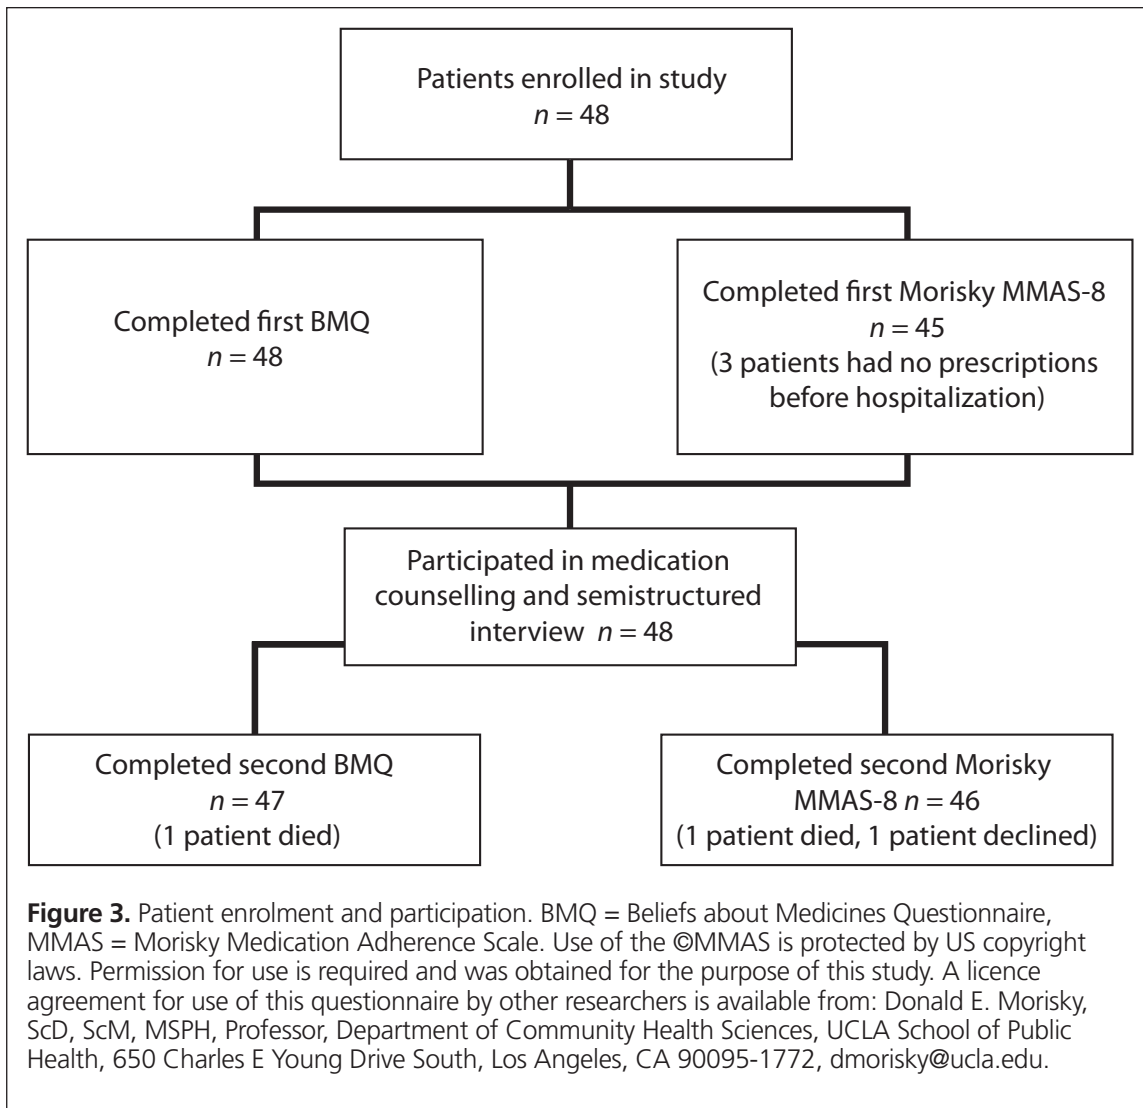 Patients enrolled in study
n = 48
Completed first BMQ
n = 48
Completed first Morisky MMAS-8
n = 45
(3 patients had no prescriptions
before hospitalization)
Participated in medication
counselling and semistructured
interview n = 48
Completed second BMQ
n = 47
(1 patient died)
Completed second Morisky
MMAS-8 n = 46
(1 patient died, 1 patient declined)
Figure 3. Patient enrolment and participation. BMQ = Beliefs about Medicines Questionnaire,
MMAS = Morisky Medication Adherence Scale. Use of the ©MMAS is protected by US copyright
laws. Permission for use is required and was obtained for the purpose of this study. A licence
agreement for use of this questionnaire by other researchers is available from: Donald E. Morisky,
ScD, ScM, MSPH, Professor, Department of Community Health Sciences, UCLA School of Public
Health, 650 Charles E Young Drive South, Los Angeles, CA 90095-1772, dmorisky@ucla.edu.